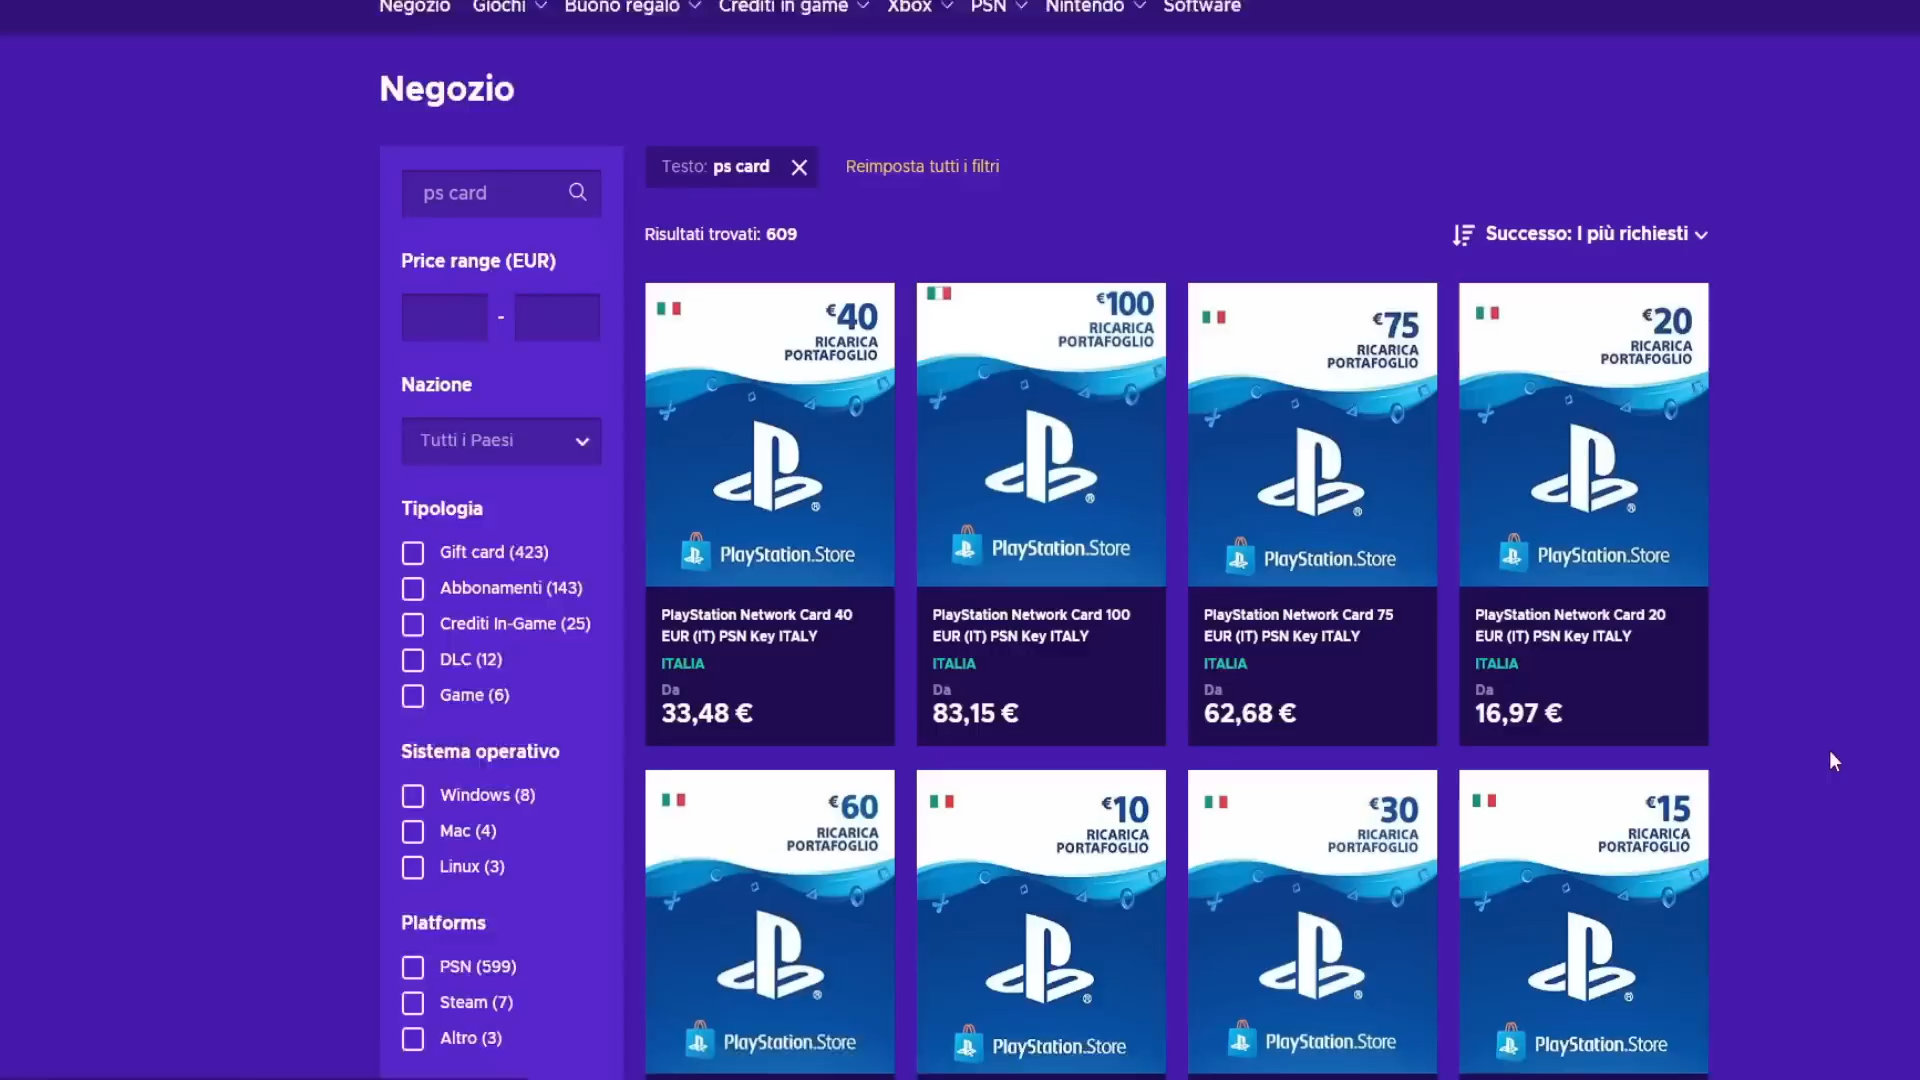 Negozio Giochi Buono regalo Crediti in game Xbox PSN Nintendo Software
Negozio
ps card
Price range (EUR)
-
Nazione
Tutti i Paesi
Tipologia
Gift card (423)
Abbonamenti (143)
Crediti In-Game (25)
DLC (12)
Game (6)
Sistema operativo
Windows (8)
Mac (4)
Linux (3)
Platforms
PSN (599)
Steam (7)
Altro (3)
Testo: ps card
Reimposta tutti i filtri
Risultati trovati: 609
Successo: I più richiesti
€40
RICARICA
PORTAFOGLIO
PlayStation.Store
PlayStation Network Card 40
EUR (IT) PSN Key ITALY
ITALIA
Da
33,48 €
€100
RICARICA
PORTAFOGLIO
PlayStation.Store
PlayStation Network Card 100
EUR (IT) PSN Key ITALY
ITALIA
Da
83,15 €
€75
RICARICA
PORTAFOGLIO
PlayStation.Store
PlayStation Network Card 75
EUR (IT) PSN Key ITALY
ITALIA
Da
62,68 €
€20
RICARICA
PORTAFOGLIO
PlayStation.Store
PlayStation Network Card 20
EUR (IT) PSN Key ITALY
ITALIA
Da
16,97 €
€60
RICARICA
PORTAFOGLIO
PlayStation.Store
€10
RICARICA
PORTAFOGLIO
PlayStation.Store
€30
RICARICA
PORTAFOGLIO
PlayStation.Store
€15
RICARICA
PORTAFOGLIO
PlayStation.Store